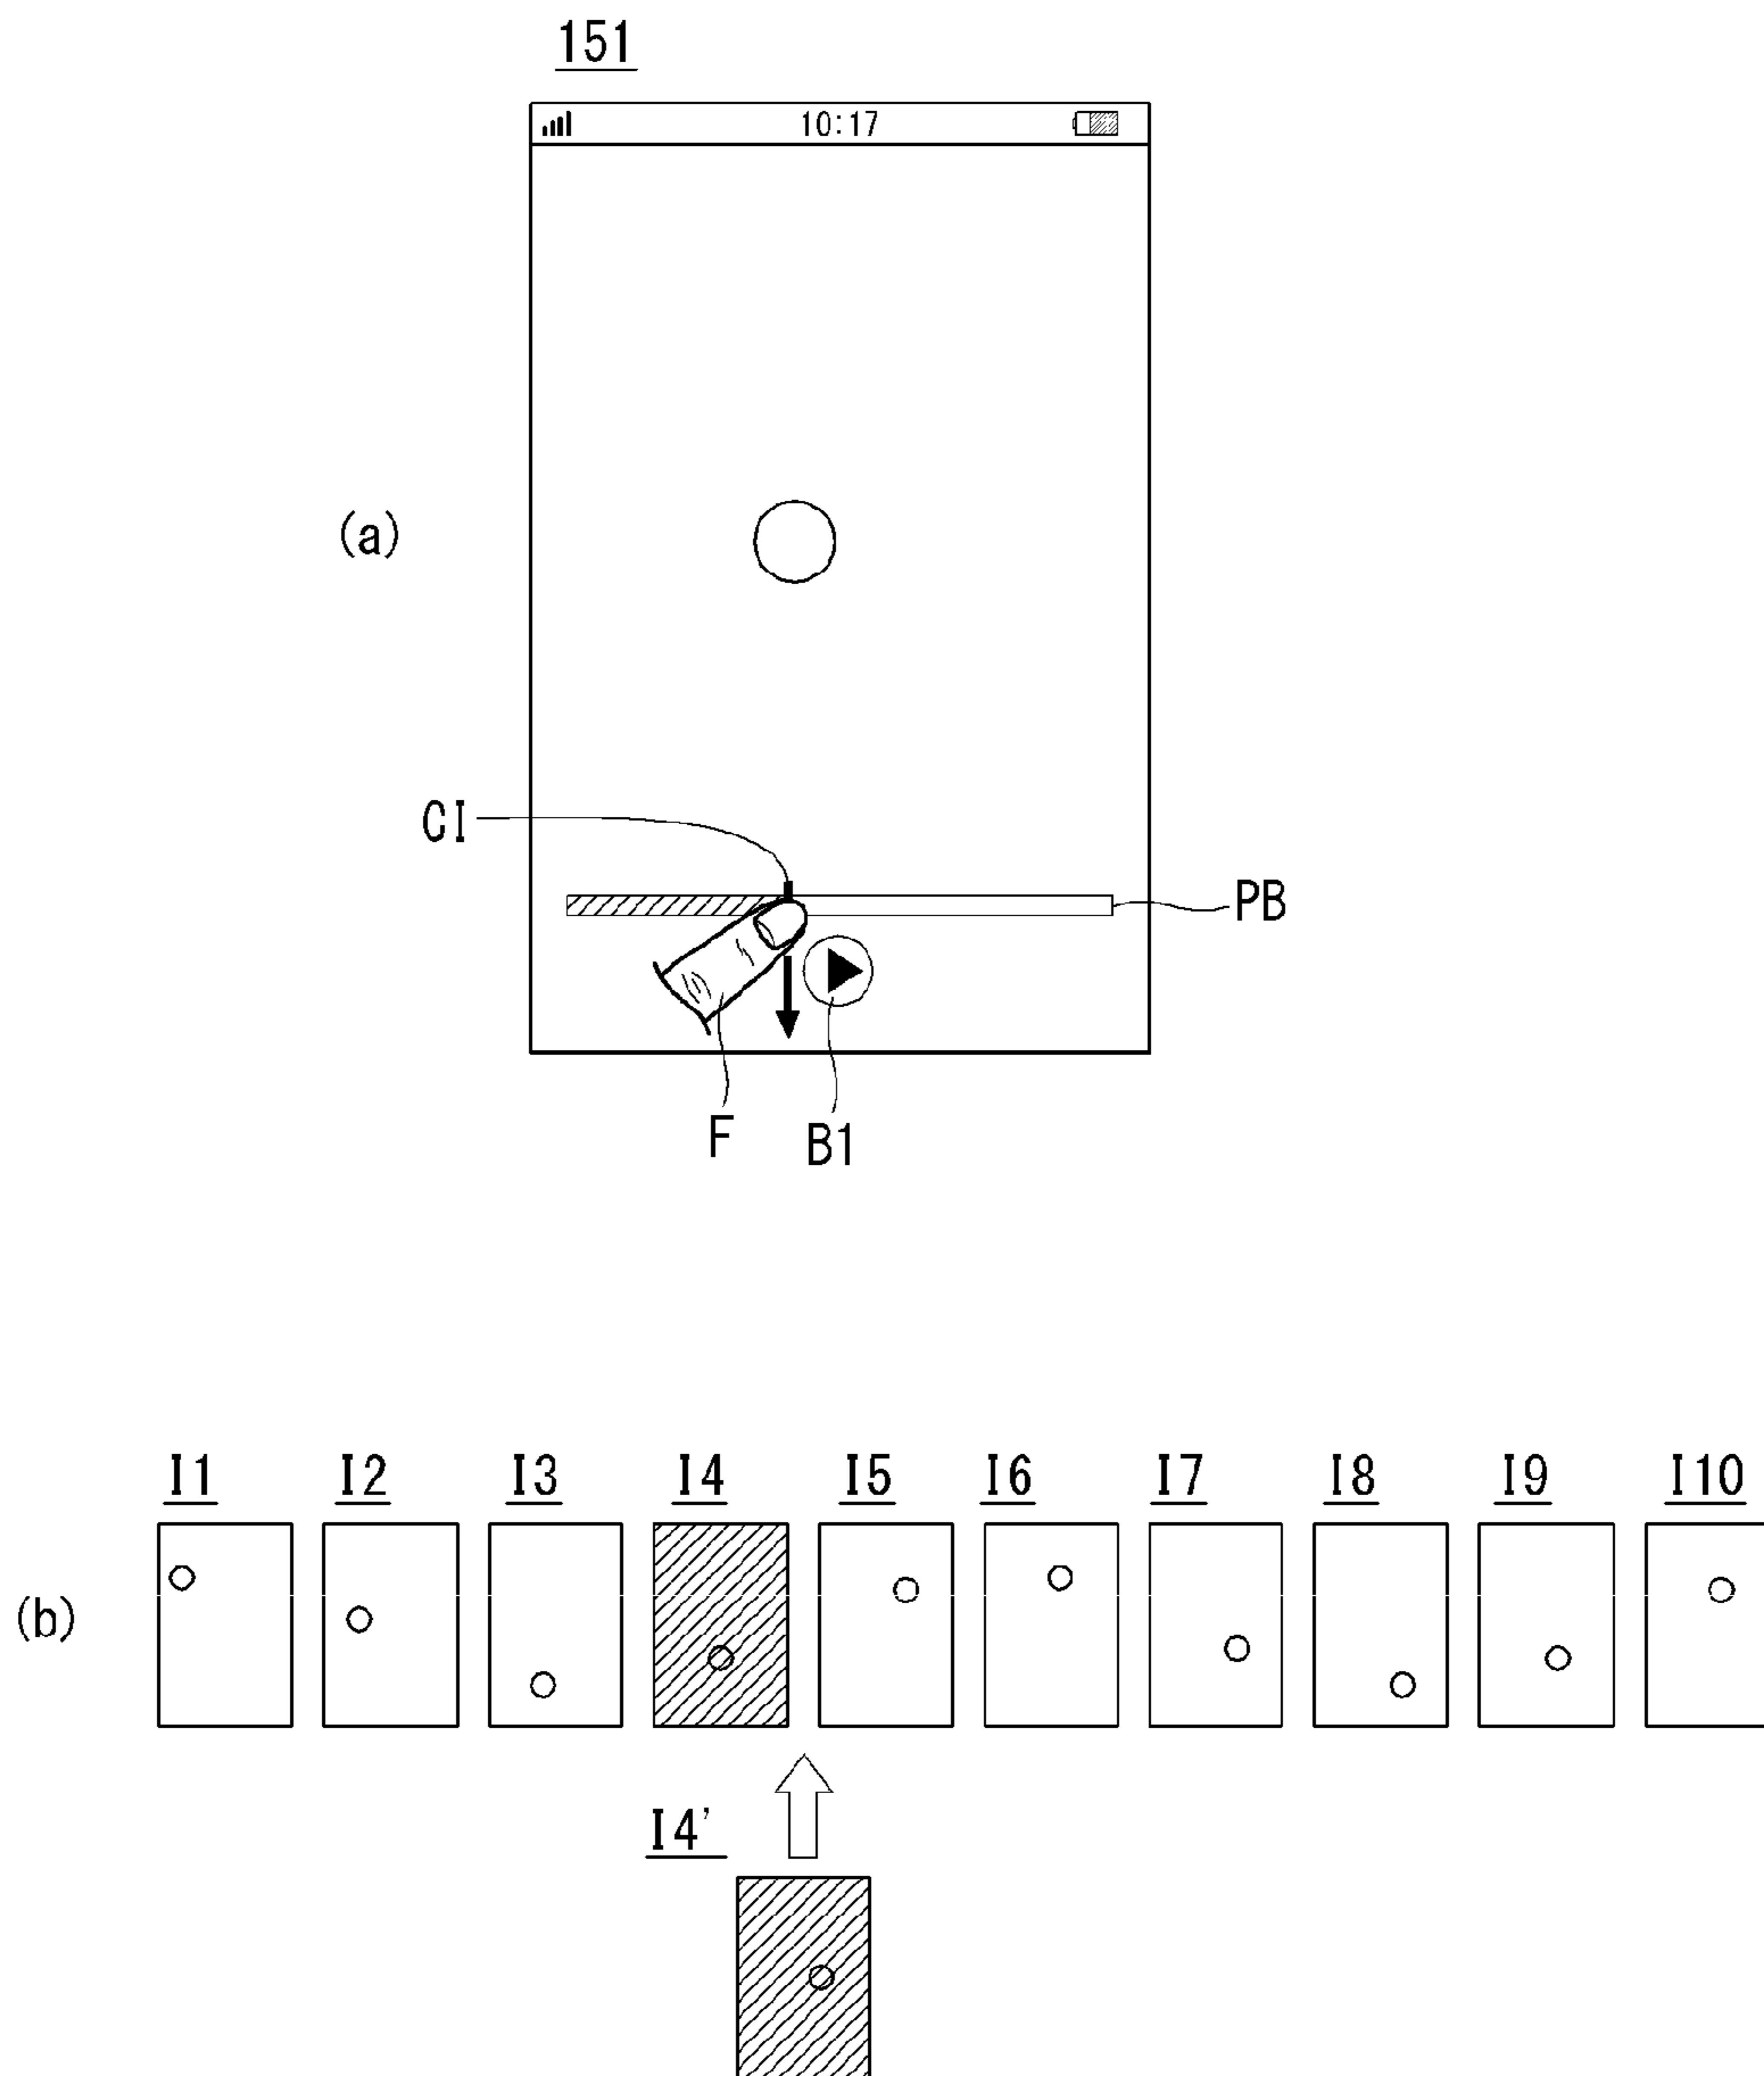 151
10:17
(a)
CI
PB
F
B1
I1 I2 I3 I4 I5 I6 I7 I8 I9 I10
(b)
I4'